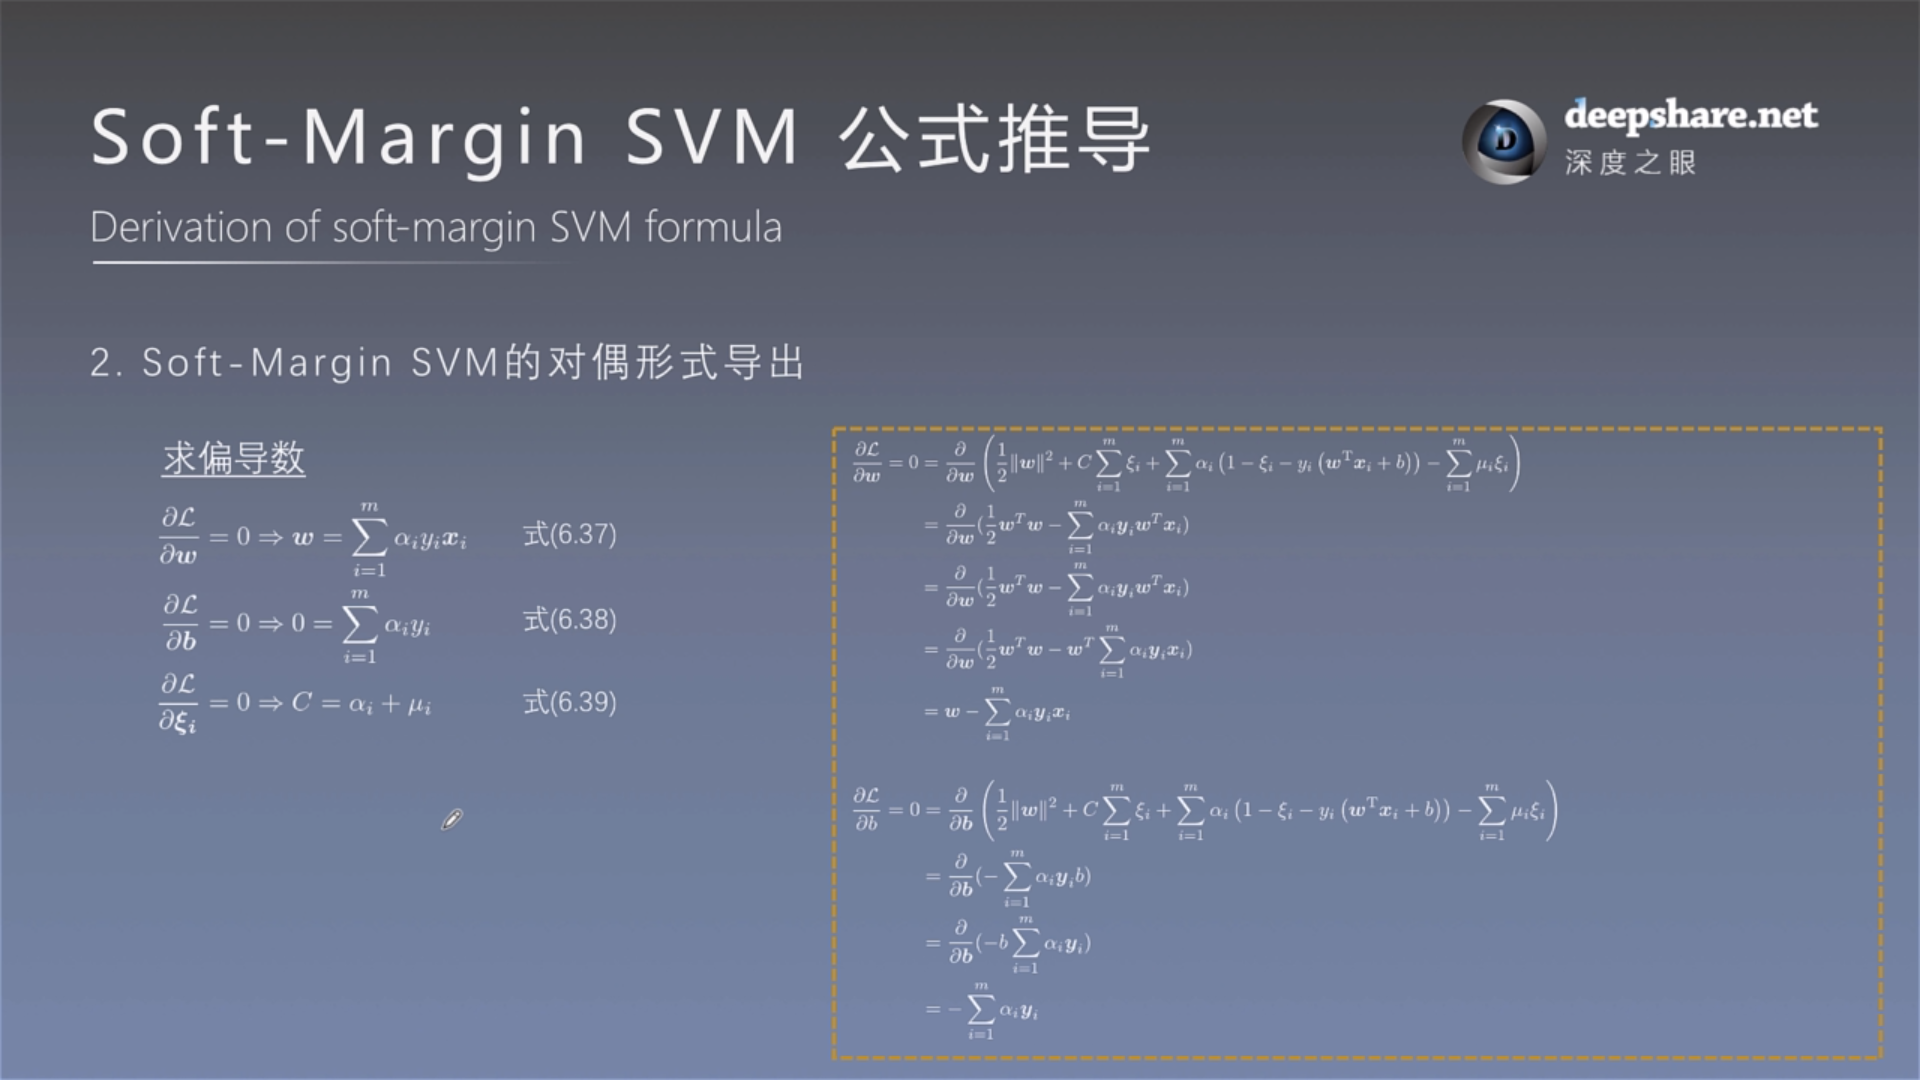 Soft-Margin SVM 公式推导
deepshare.net
深度之眼
Derivation of soft-margin SVM formula
2. Soft-Margin SVM的对偶形式导出
求偏导数
$\frac{\partial \mathcal{L}}{\partial \boldsymbol{w}} = 0 \Rightarrow \boldsymbol{w} = \sum_{i=1}^{m} \alpha_i y_i \boldsymbol{x}_i$ 式(6.37)
$\frac{\partial \mathcal{L}}{\partial \boldsymbol{b}} = 0 \Rightarrow 0 = \sum_{i=1}^{m} \alpha_i y_i$ 式(6.38)
$\frac{\partial \mathcal{L}}{\partial \boldsymbol{\xi_i}} = 0 \Rightarrow C = \alpha_i + \mu_i$ 式(6.39)
$\frac{\partial \mathcal{L}}{\partial \boldsymbol{w}} = 0 = \frac{\partial}{\partial \boldsymbol{w}} \left( \frac{1}{2} \|\boldsymbol{w}\|^2 + C \sum_{i=1}^{m} \xi_i + \sum_{i=1}^{m} \alpha_i \left( 1 - \xi_i - y_i \left( \boldsymbol{w}^{\mathrm{T}} \boldsymbol{x}_i + b \right) \right) - \sum_{i=1}^{m} \mu_i \xi_i \right)$
$= \frac{\partial}{\partial \boldsymbol{w}} ( \frac{1}{2} \boldsymbol{w}^T \boldsymbol{w} - \sum_{i=1}^{m} \alpha_i \boldsymbol{y}_i \boldsymbol{w}^T \boldsymbol{x}_i )$
$= \frac{\partial}{\partial \boldsymbol{w}} ( \frac{1}{2} \boldsymbol{w}^T \boldsymbol{w} - \sum_{i=1}^{m} \alpha_i \boldsymbol{y}_i \boldsymbol{w}^T \boldsymbol{x}_i )$
$= \frac{\partial}{\partial \boldsymbol{w}} ( \frac{1}{2} \boldsymbol{w}^T \boldsymbol{w} - \boldsymbol{w}^T \sum_{i=1}^{m} \alpha_i \boldsymbol{y}_i \boldsymbol{x}_i )$
$= \boldsymbol{w} - \sum_{i=1}^{m} \alpha_i \boldsymbol{y}_i \boldsymbol{x}_i$
$\frac{\partial \mathcal{L}}{\partial b} = 0 = \frac{\partial}{\partial \boldsymbol{b}} \left( \frac{1}{2} \|\boldsymbol{w}\|^2 + C \sum_{i=1}^{m} \xi_i + \sum_{i=1}^{m} \alpha_i \left( 1 - \xi_i - y_i \left( \boldsymbol{w}^{\mathrm{T}} \boldsymbol{x}_i + b \right) \right) - \sum_{i=1}^{m} \mu_i \xi_i \right)$
$= \frac{\partial}{\partial \boldsymbol{b}} ( - \sum_{i=1}^{m} \alpha_i \boldsymbol{y}_i b )$
$= \frac{\partial}{\partial \boldsymbol{b}} ( -b \sum_{i=1}^{m} \alpha_i \boldsymbol{y}_i )$
$= - \sum_{i=1}^{m} \alpha_i \boldsymbol{y}_i$